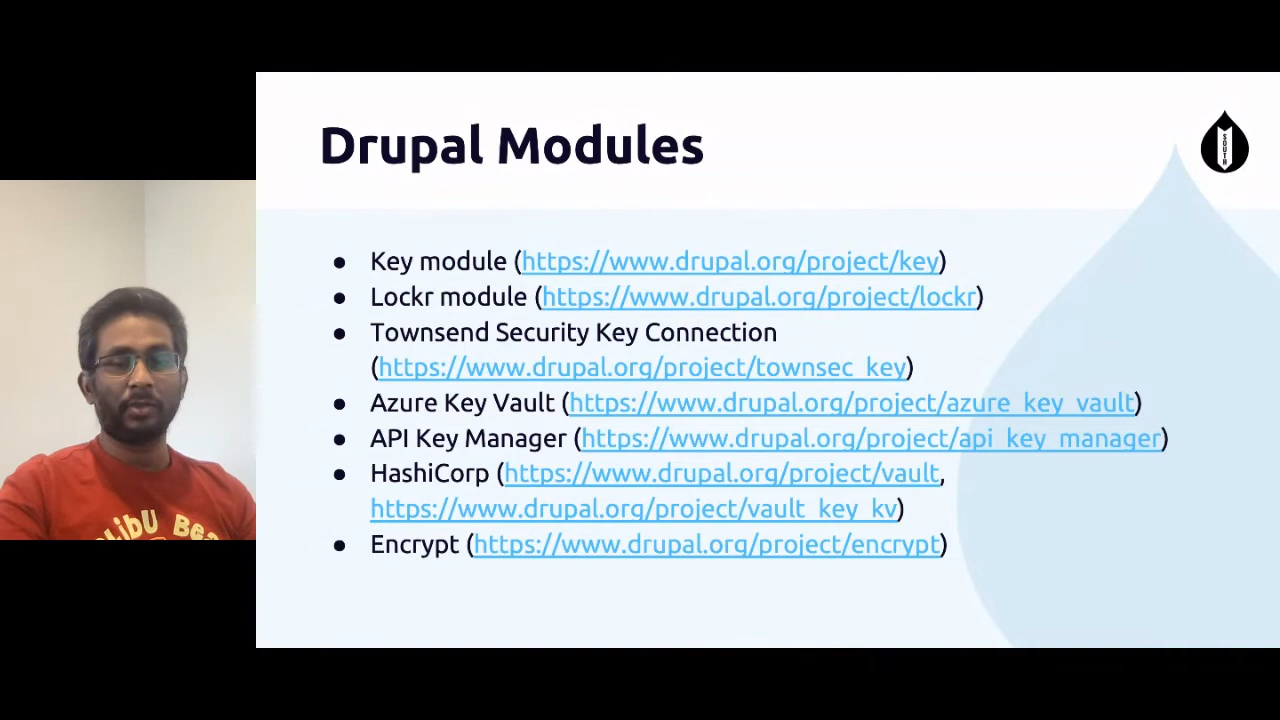 Drupal Modules
SOUTH
● Key module (https://www.drupal.org/project/key)
● Lockr module (https://www.drupal.org/project/lockr)
● Townsend Security Key Connection
(https://www.drupal.org/project/townsec_key)
● Azure Key Vault (https://www.drupal.org/project/azure_key_vault)
● API Key Manager (https://www.drupal.org/project/api_key_manager)
● HashiCorp (https://www.drupal.org/project/vault,
https://www.drupal.org/project/vault_key_kv)
● Encrypt (https://www.drupal.org/project/encrypt)